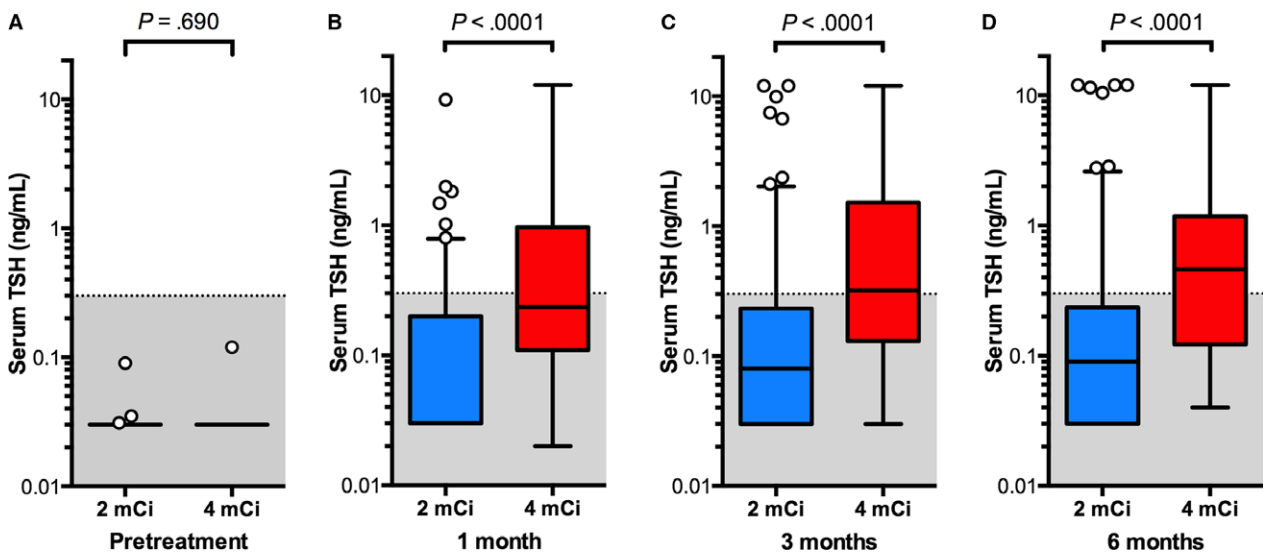 A
P = .690
Serum TSH (ng/mL)
10
1
0.1
0.01
2 mCi 4 mCi
Pretreatment
B
P < .0001
Serum TSH (ng/mL)
10
1
0.1
0.01
2 mCi 4 mCi
1 month
C
P < .0001
Serum TSH (ng/mL)
10
1
0.1
0.01
2 mCi 4 mCi
3 months
D
P < .0001
Serum TSH (ng/mL)
10
1
0.1
0.01
2 mCi 4 mCi
6 months